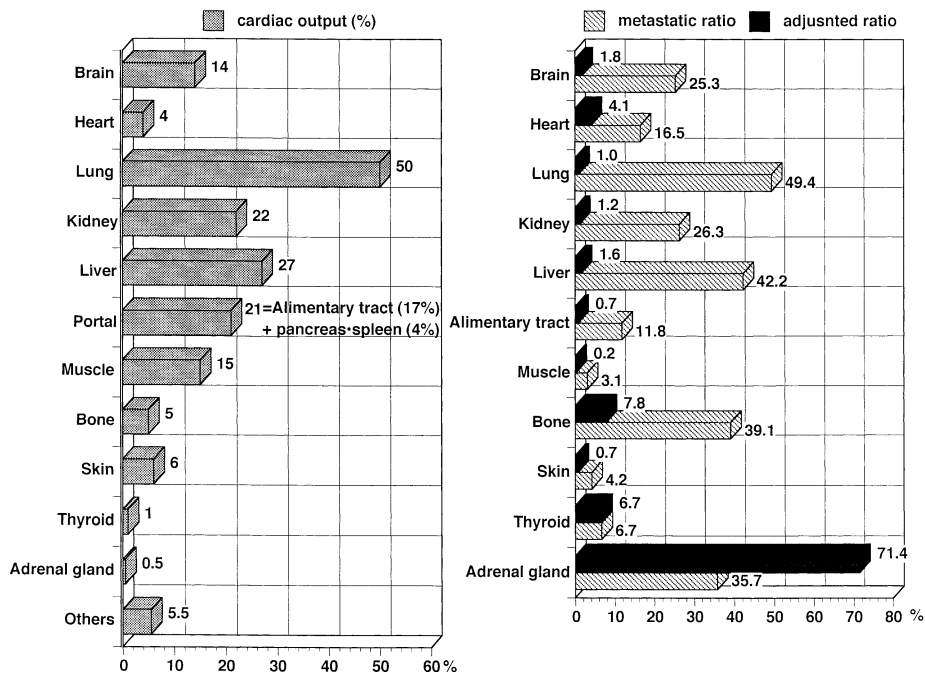 cardiac output (%)
Brain 14
Heart 4
Lung 50
Kidney 22
Liver 27
Portal 21=Alimentary tract (17%)
+ pancreas·spleen (4%)
Muscle 15
Bone 5
Skin 6
Thyroid 1
Adrenal gland 0.5
Others 5.5
0 10 20 30 40 50 60 %
metastatic ratio adjusnted ratio
Brain 1.8
25.3
Heart 4.1
16.5
Lung 1.0
49.4
Kidney 1.2
26.3
Liver 1.6
42.2
Alimentary tract 0.7
11.8
Muscle 0.2
3.1
Bone 7.8
39.1
Skin 0.7
4.2
Thyroid 6.7
6.7
Adrenal gland 71.4
35.7
0 10 20 30 40 50 60 70 80 %